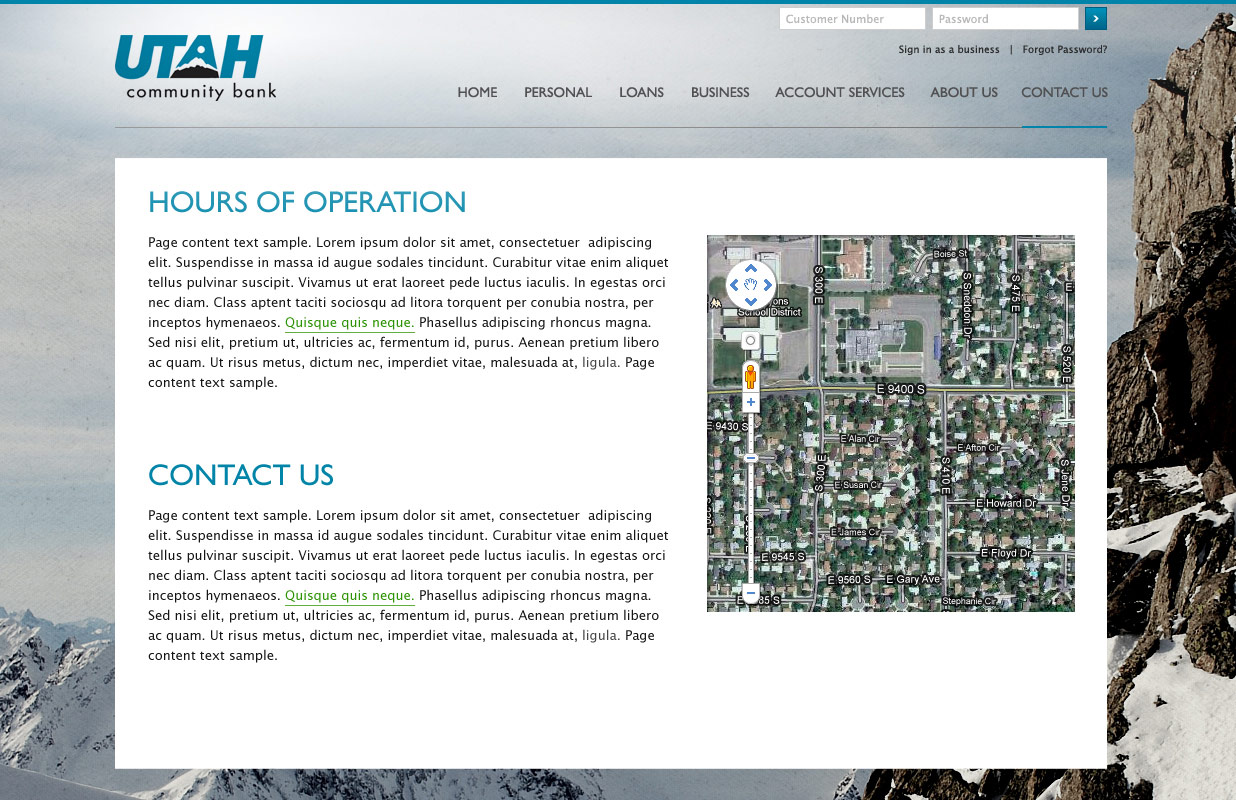 Customer Number
Password
Sign in as a business | Forgot Password?
UTAH
community bank
HOME PERSONAL LOANS BUSINESS ACCOUNT SERVICES ABOUT US CONTACT US
HOURS OF OPERATION
Page content text sample. Lorem ipsum dolor sit amet, consectetuer adipiscing
elit. Suspendisse in massa id augue sodales tincidunt. Curabitur vitae enim aliquet
tellus pulvinar suscipit. Vivamus ut erat laoreet pede luctus iaculis. In egestas orci
nec diam. Class aptent taciti sociosqu ad litora torquent per conubia nostra, per
inceptos hymenaeos. Quisque quis neque. Phasellus adipiscing rhoncus magna.
Sed nisi elit, pretium ut, ultricies ac, fermentum id, purus. Aenean pretium libero
ac quam. Ut risus metus, dictum nec, imperdiet vitae, malesuada at, ligula. Page
content text sample.
CONTACT US
Page content text sample. Lorem ipsum dolor sit amet, consectetuer adipiscing
elit. Suspendisse in massa id augue sodales tincidunt. Curabitur vitae enim aliquet
tellus pulvinar suscipit. Vivamus ut erat laoreet pede luctus iaculis. In egestas orci
nec diam. Class aptent taciti sociosqu ad litora torquent per conubia nostra, per
inceptos hymenaeos. Quisque quis neque. Phasellus adipiscing rhoncus magna.
Sed nisi elit, pretium ut, ultricies ac, fermentum id, purus. Aenean pretium libero
ac quam. Ut risus metus, dictum nec, imperdiet vitae, malesuada at, ligula. Page
content text sample.
Boise St
S 300 E
S Sheddon Dr
S 475 E
E
ons
School District
S 520 E
E 9400 S
E 9430 S
E Alan Cir
E Afton Cir
S 300 E
S 410 E
S Jene Dr
E Susan Cir
E Howard Dr
E James Cir
E 9545 S
E Floyd Dr
E 9560 S
E Gary Ave
Stephanie Cir